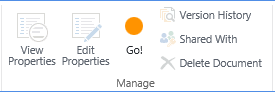 View
Properties
Edit
Properties
Go!
Version History
Shared With
Delete Document
Manage